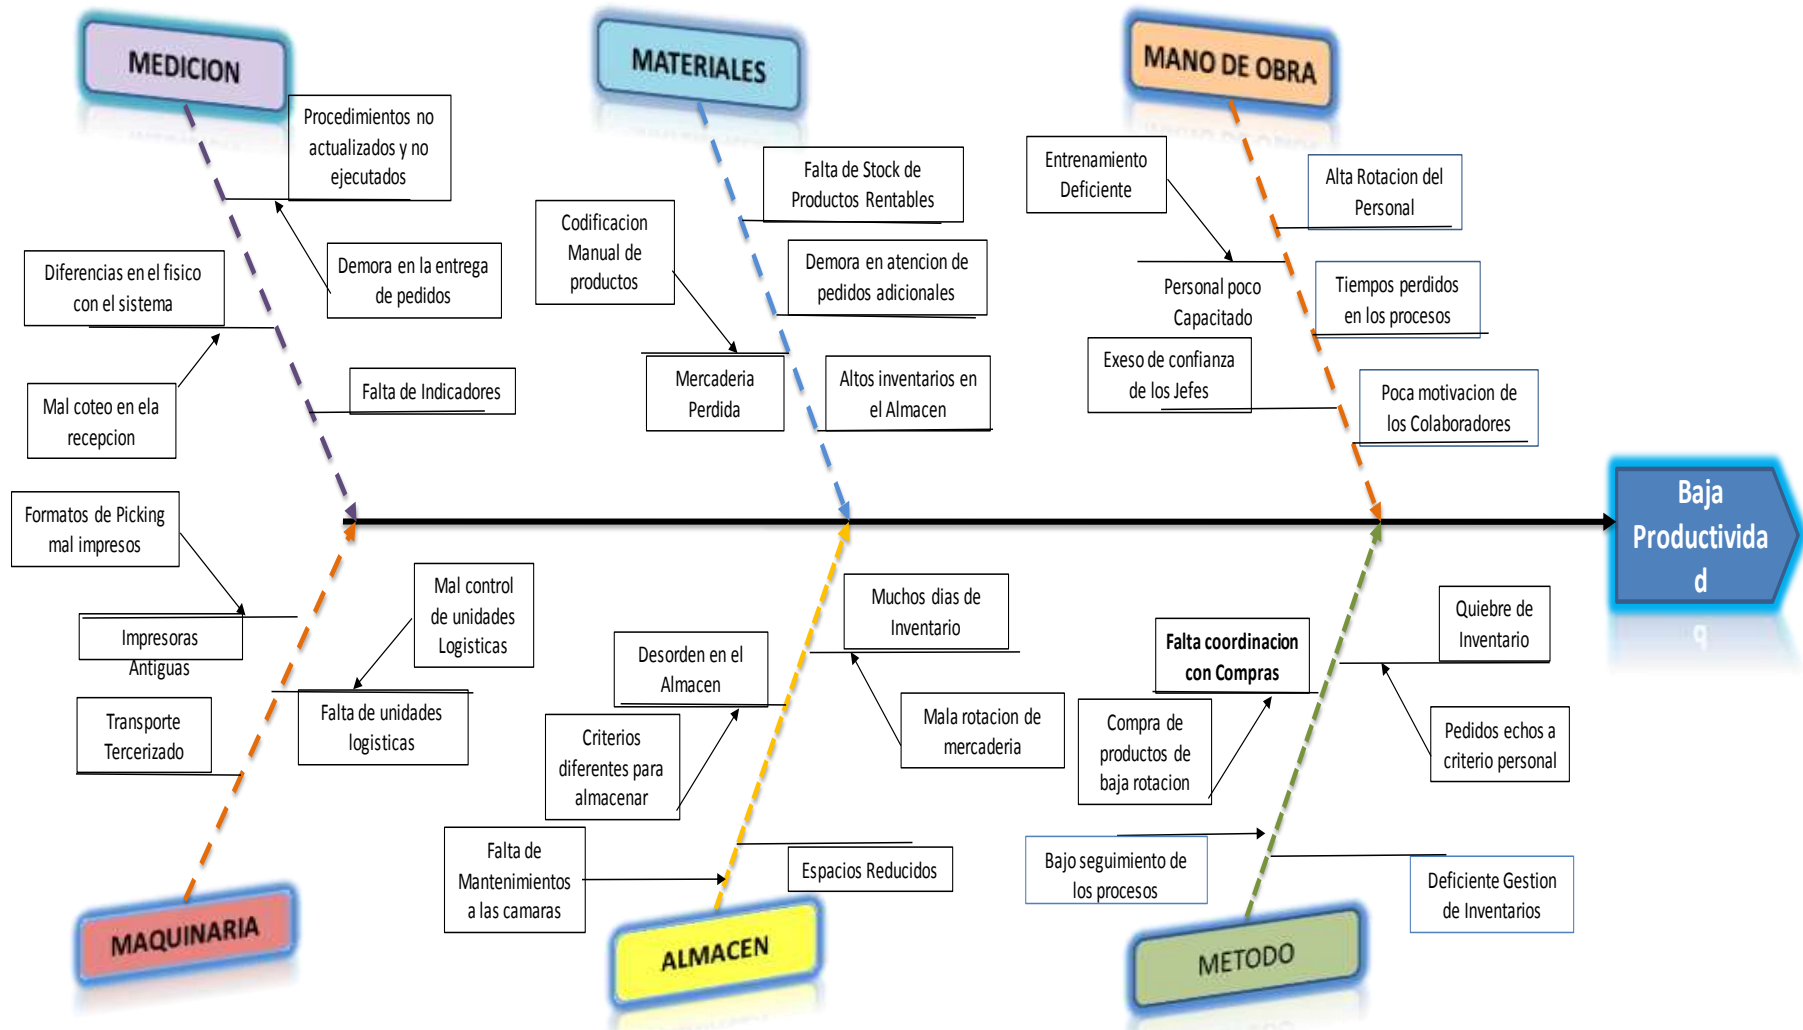 MEDICION
MATERIALES
MANO DE OBRA
Procedimientos no
actualizados y no
ejecutados
Diferencias en el fisico
con el sistema
Demora en la entrega
de pedidos
Mal coteo en ela
recepcion
Falta de Indicadores
Falta de Stock de
Productos Rentables
Codificacion
Manual de
productos
Demora en atencion de
pedidos adicionales
Mercaderia
Perdida
Altos inventarios en
el Almacen
Entrenamiento
Deficiente
Alta Rotacion del
Personal
Personal poco
Capacitado
Tiempos perdidos
en los procesos
Exeso de confianza
de los Jefes
Poca motivacion de
los Colaboradores
Baja
Productivida
d
Formatos de Picking
mal impresos
Mal control
de unidades
Logisticas
Impresoras
Antiguas
Transporte
Tercerizado
Falta de unidades
logisticas
Muchos dias de
Inventario
Desorden en el
Almacen
Criterios
diferentes para
almacenar
Mala rotacion de
mercaderia
Falta de
Mantenimientos
a las camaras
Espacios Reducidos
Falta coordinacion
con Compras
Quiebre de
Inventario
Compra de
productos de
baja rotacion
Pedidos echos a
criterio personal
Bajo seguimiento de
los procesos
Deficiente Gestion
de Inventarios
MAQUINARIA
ALMACEN
METODO